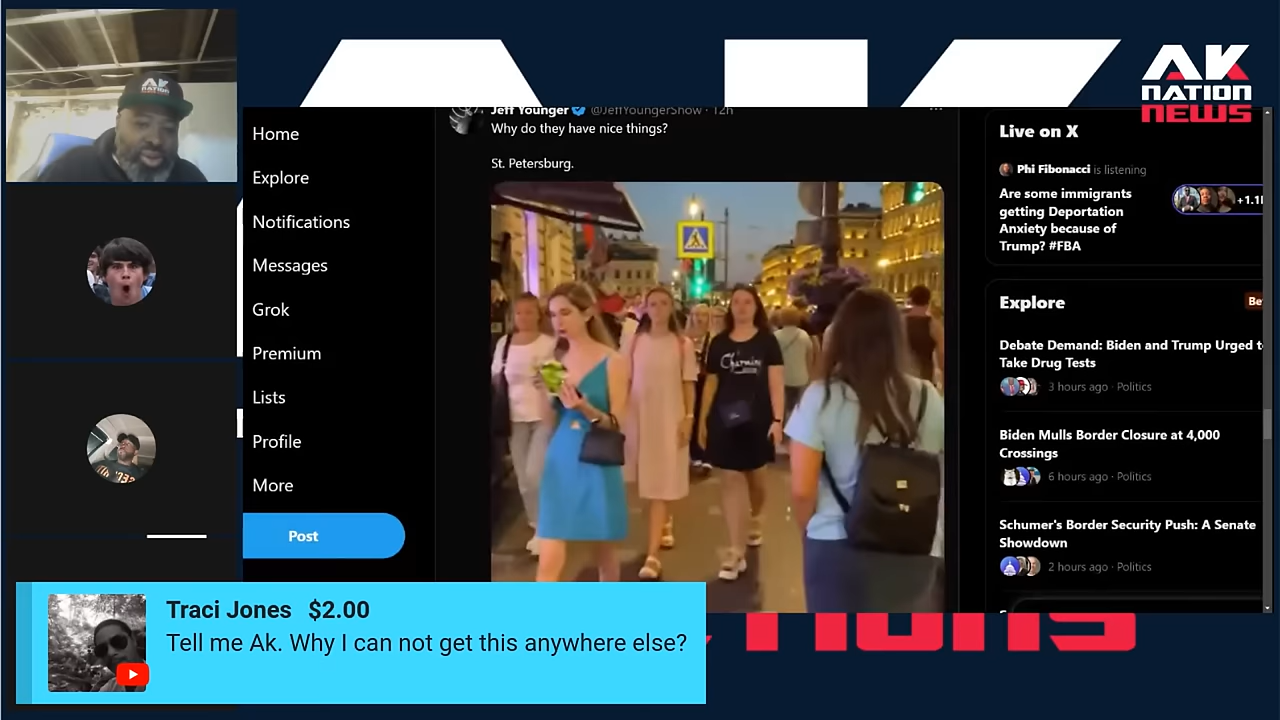 AK
NATION
NEWS
AK
NATION
Jeff Younger @JeffYoungerShow · 12h
Why do they have nice things?
St. Petersburg.
Charming
Home
Explore
Notifications
Messages
Grok
Premium
Lists
Profile
More
Post
Live on X
Phi Fibonacci is listening
Are some immigrants
getting Deportation
Anxiety because of
Trump? #FBA
Explore
Debate Demand: Biden and Trump Urged
Take Drug Tests
3 hours ago · Politics
Biden Mulls Border Closure at 4,000
Crossings
6 hours ago · Politics
Schumer's Border Security Push: A Senate
Showdown
2 hours ago · Politics
Traci Jones $2.00
Tell me Ak. Why I can not get this anywhere else?